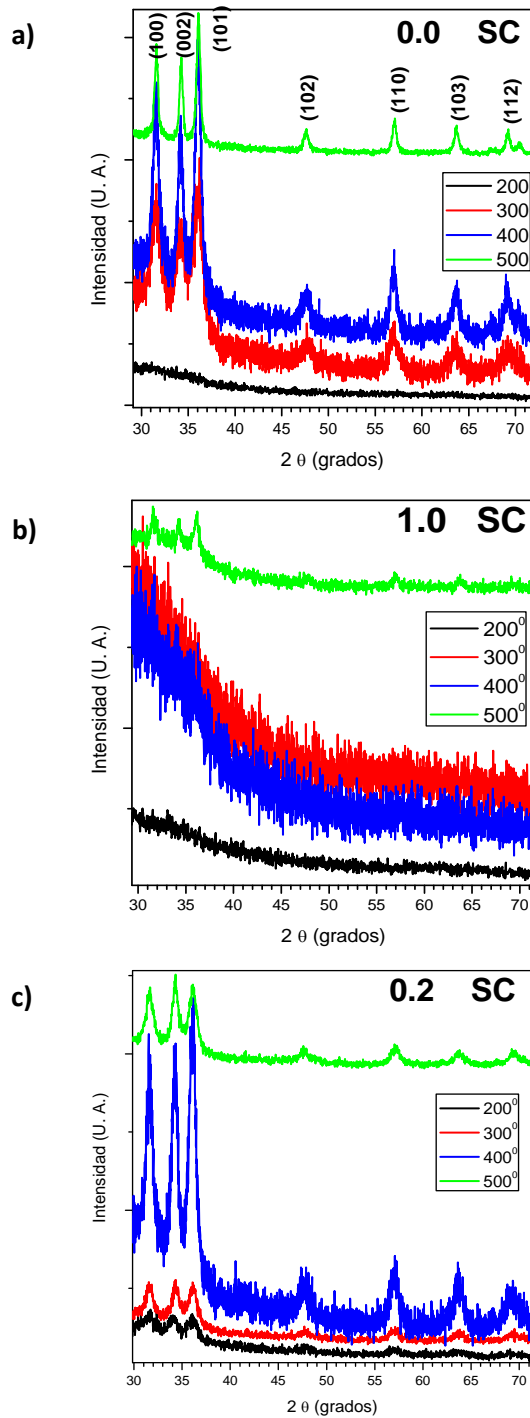 a)
0.0 SC
(100)
(002)
(101)
(102)
(110)
(103)
(112)
Intensidad (U. A.)
200
300
400
500
30 35 40 45 50 55 60 65 70
2 θ (grados)
b)
1.0 SC
Intensidad (U. A.)
200⁰
300⁰
400⁰
500⁰
30 35 40 45 50 55 60 65 70
2 θ (grados)
c)
0.2 SC
Intensidad (U. A.)
200⁰
300⁰
400⁰
500⁰
30 35 40 45 50 55 60 65 70
2 θ (grados)